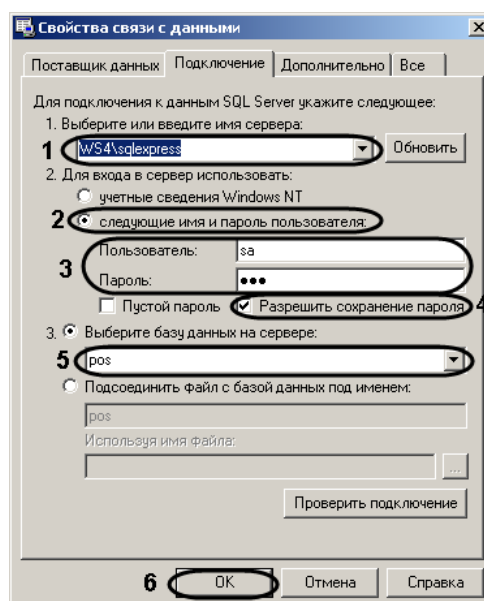 Свойства связи с данными
Поставщик данных Подключение Дополнительно Все
Для подключения к данным SQL Server укажите следующее:
1. Выберите или введите имя сервера:
1 WS4\sqlexpress Обновить
2. Для входа в сервер использовать:
учетные сведения Windows NT
2 следующие имя и пароль пользователя:
Пользователь: sa
3
Пароль: ●●●
Пустой пароль Разрешить сохранение пароля 4
3. Выберите базу данных на сервере:
5 pos
Подсоединить файл с базой данных под именем:
pos
Используя имя файла:
...
Проверить подключение
6 OK Отмена Справка